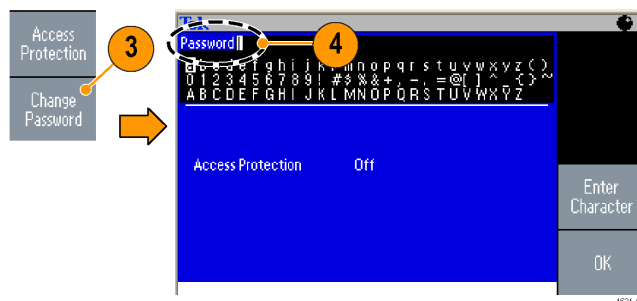 Access
Protection
3
Change
Password
Tek
Password
4
a b c d e f g h i j k l m n o p q r s t u v w x y z ( )
0 1 2 3 4 5 6 7 8 9 ! # $ % & + , - . = @ [ ] ^ _ { } ~
A B C D E F G H I J K L M N O P Q R S T U V W X Y Z
Access Protection Off
Enter
Character
OK